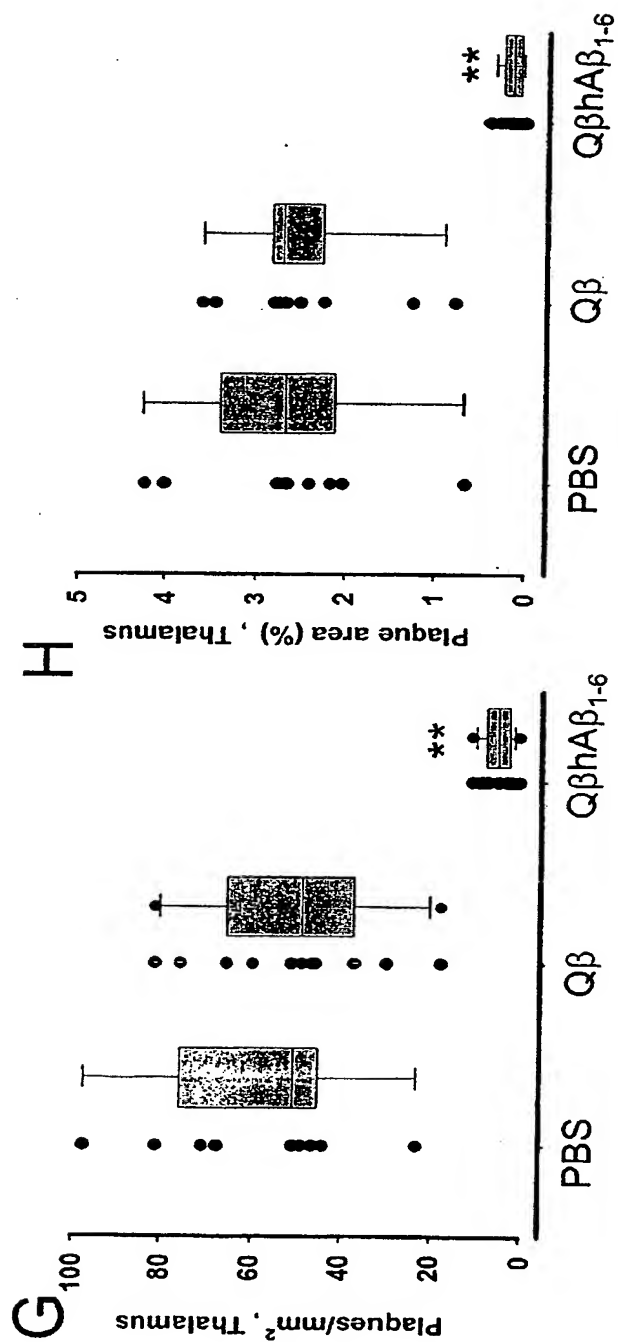 G
Plaques/mm², Thalamus
100
80
60
40
20
0
**
PBS
Qβ
QβhAβ1-6
H
Plaque area (%) , Thalamus
5
4
3
2
1
0
**
PBS
Qβ
QβhAβ1-6